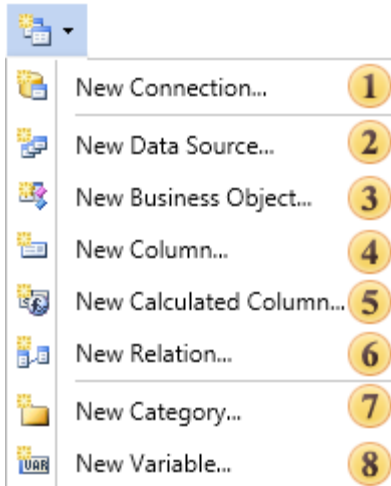 New Connection... 1
New Data Source... 2
New Business Object... 3
New Column... 4
New Calculated Column... 5
New Relation... 6
New Category... 7
VAR New Variable... 8